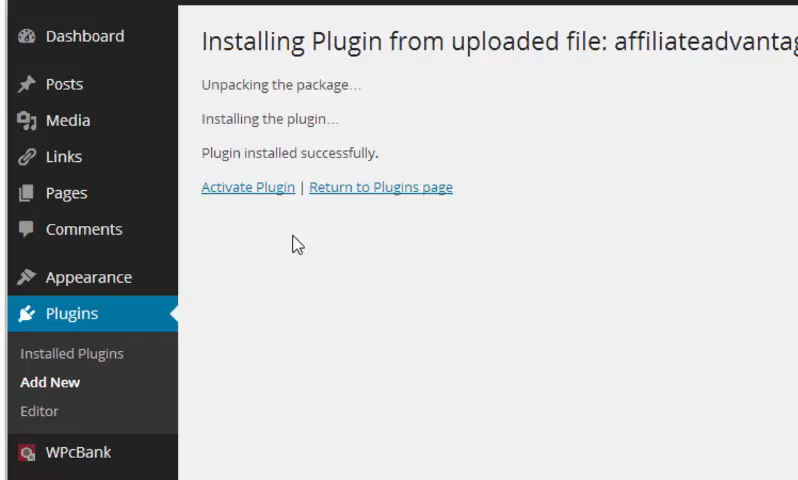 Dashboard
Posts
Media
Links
Pages
Comments
Appearance
Plugins
Installed Plugins
Add New
Editor
WPcBank
Installing Plugin from uploaded file: affiliateadvantag
Unpacking the package…
Installing the plugin…
Plugin installed successfully.
Activate Plugin | Return to Plugins page